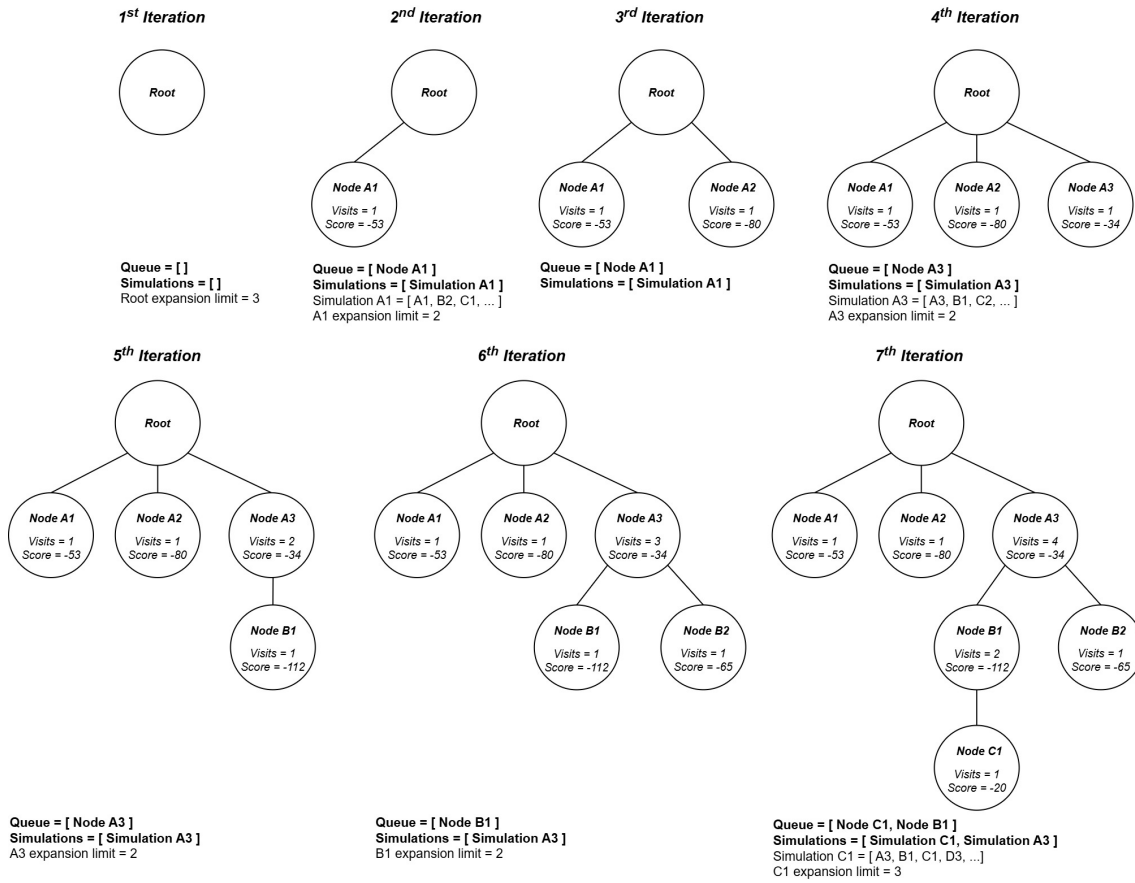 1st Iteration
Root
Queue = [ ]
Simulations = [ ]
Root expansion limit = 3
2nd Iteration
Root
Node A1
Visits = 1
Score = -53
Queue = [ Node A1 ]
Simulations = [ Simulation A1 ]
Simulation A1 = [ A1, B2, C1, ... ]
A1 expansion limit = 2
3rd Iteration
Root
Node A1
Visits = 1
Score = -53
Node A2
Visits = 1
Score = -80
Queue = [ Node A1 ]
Simulations = [ Simulation A1 ]
4th Iteration
Root
Node A1
Visits = 1
Score = -53
Node A2
Visits = 1
Score = -80
Node A3
Visits = 1
Score = -34
Queue = [ Node A3 ]
Simulations = [ Simulation A3 ]
Simulation A3 = [ A3, B1, C2, ... ]
A3 expansion limit = 2
5th Iteration
Root
Node A1
Visits = 1
Score = -53
Node A2
Visits = 1
Score = -80
Node A3
Visits = 2
Score = -34
Node B1
Visits = 1
Score = -112
Queue = [ Node A3 ]
Simulations = [ Simulation A3 ]
A3 expansion limit = 2
6th Iteration
Root
Node A1
Visits = 1
Score = -53
Node A2
Visits = 1
Score = -80
Node A3
Visits = 3
Score = -34
Node B1
Visits = 1
Score = -112
Node B2
Visits = 1
Score = -65
Queue = [ Node B1 ]
Simulations = [ Simulation A3 ]
B1 expansion limit = 2
7th Iteration
Root
Node A1
Visits = 1
Score = -53
Node A2
Visits = 1
Score = -80
Node A3
Visits = 4
Score = -34
Node B1
Visits = 2
Score = -112
Node B2
Visits = 1
Score = -65
Node C1
Visits = 1
Score = -20
Queue = [ Node C1, Node B1 ]
Simulations = [ Simulation C1, Simulation A3 ]
Simulation C1 = [ A3, B1, C1, D3, ...]
C1 expansion limit = 3